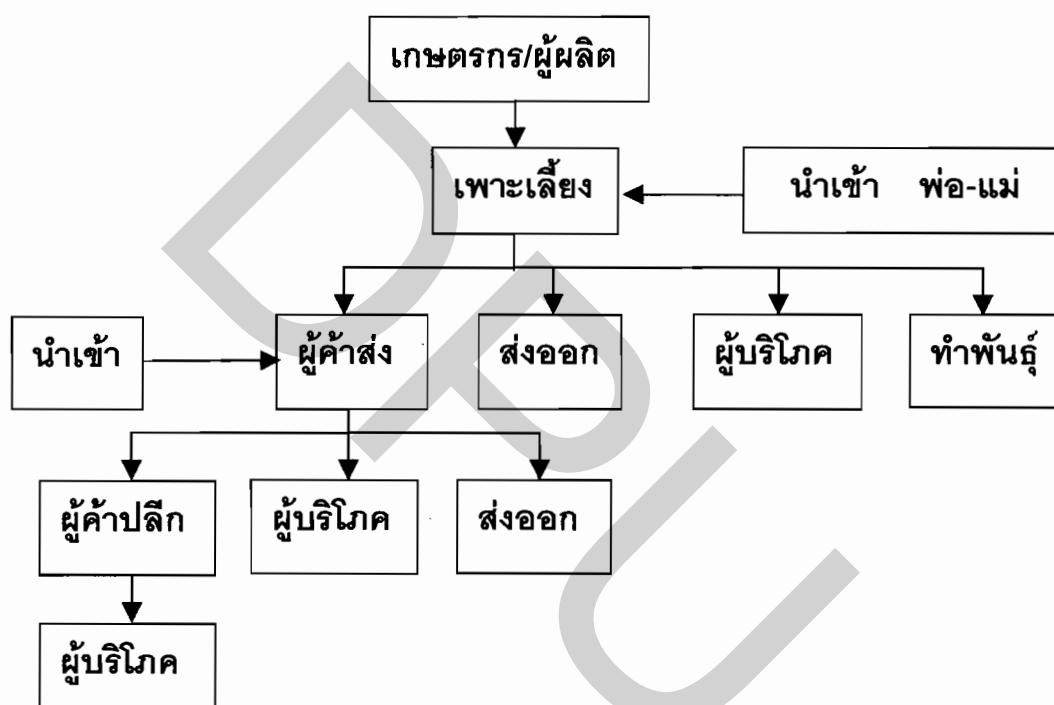 เกษตรกร/ผู้ผลิต
เพาะเลี้ยง
นำเข้า พ่อ-แม่
นำเข้า
ผู้ค้าส่ง
ส่งออก
ผู้บริโภค
ทำพันธุ์
ผู้ค้าปลีก
ผู้บริโภค
ส่งออก
ผู้บริโภค
DPU